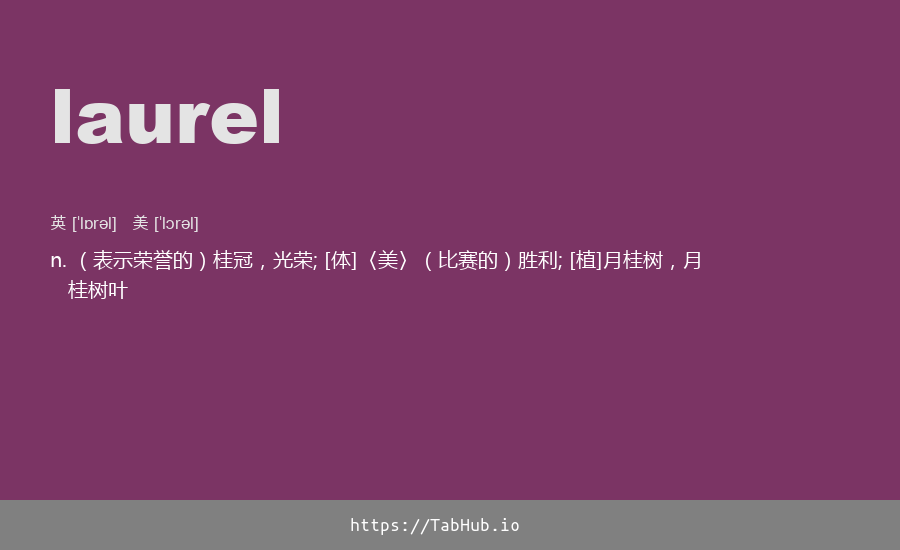 laurel
英 [ˈlɒrəl]   美 [ˈlɔrəl]
n. （表示荣誉的）桂冠，光荣; [体]〈美〉（比赛的）胜利; [植]月桂树，月
桂树叶
https://TabHub.io